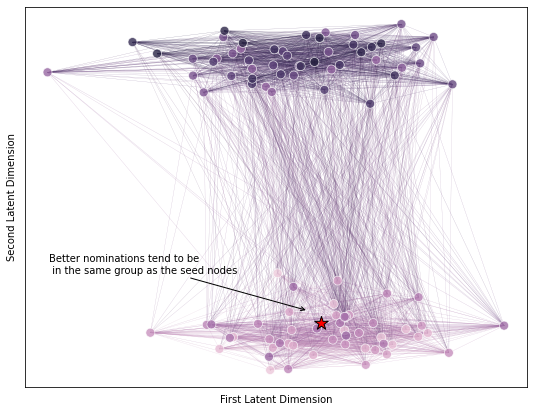 Second Latent Dimension
Better nominations tend to be
in the same group as the seed nodes
First Latent Dimension